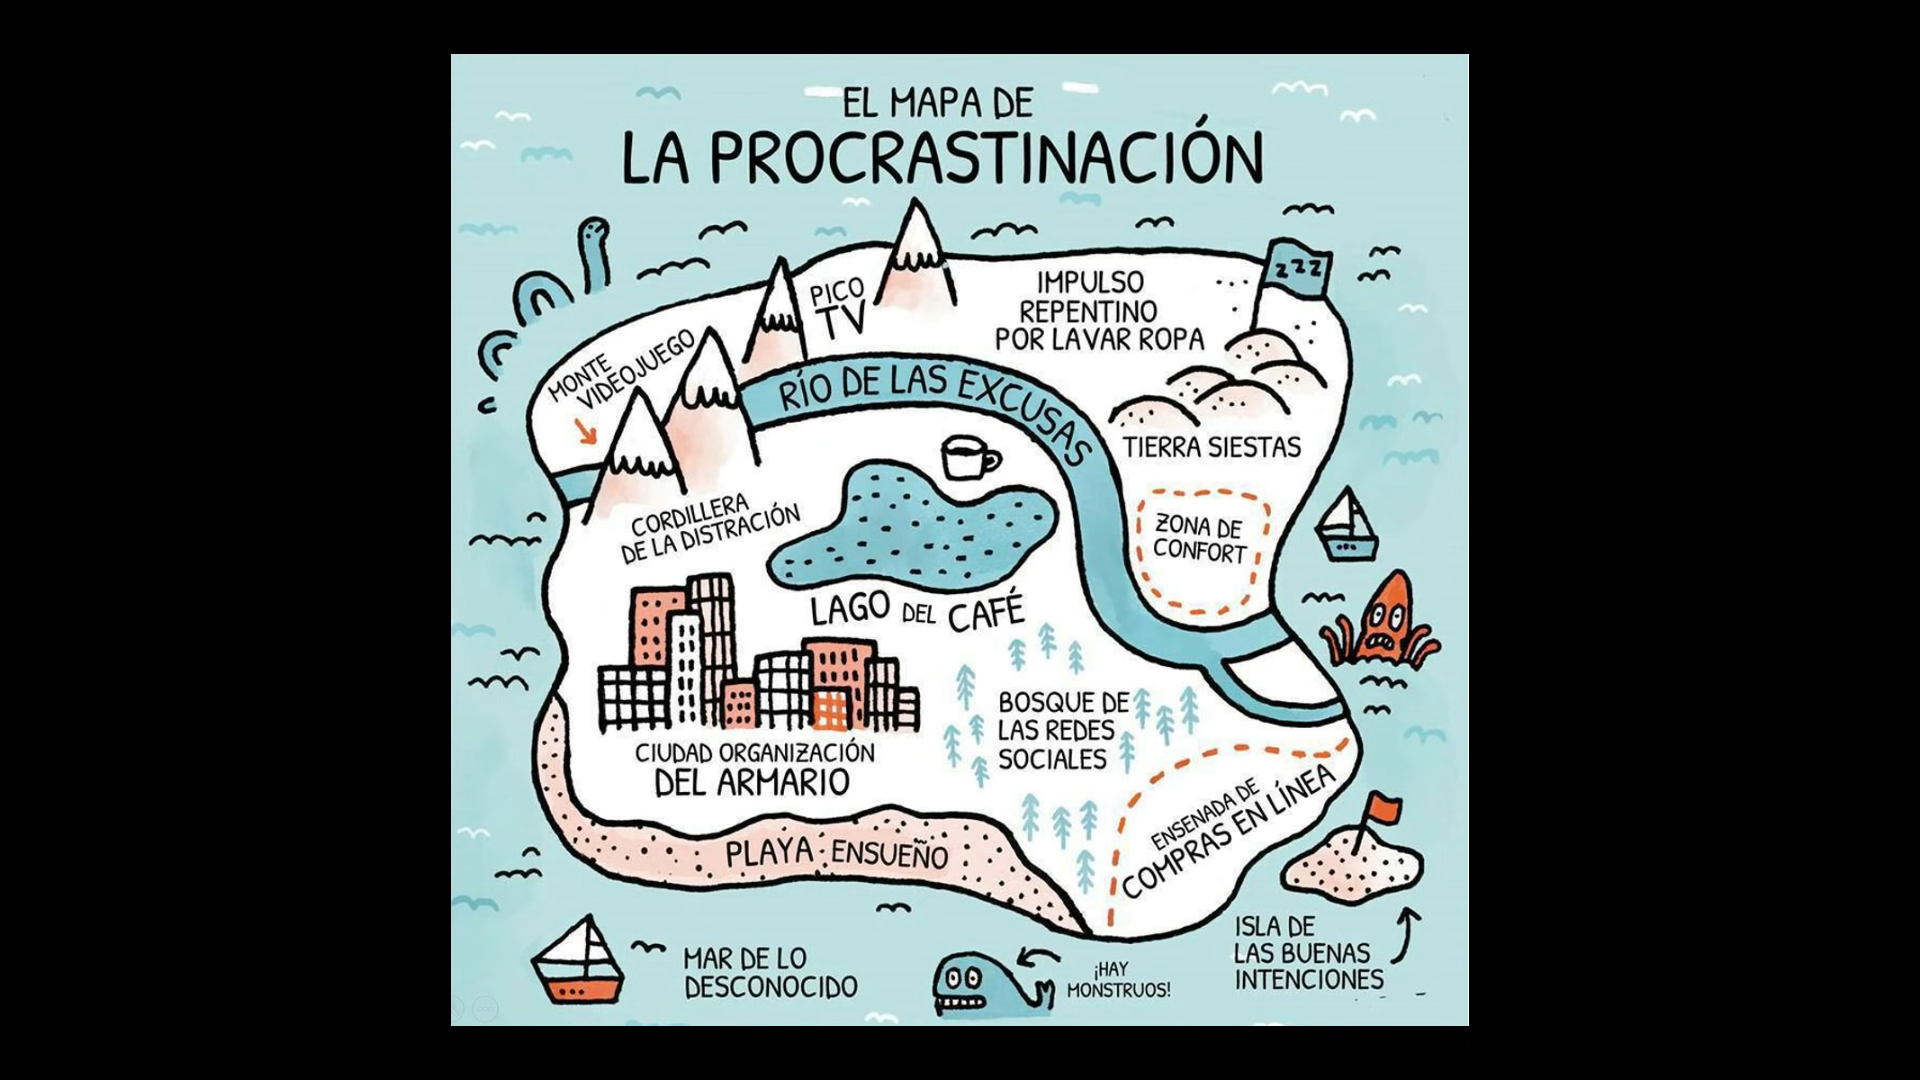 EL MAPA DE
LA PROCRASTINACIÓN
ZZZ
PICO
TV
IMPULSO
REPENTINO
POR LAVAR ROPA
MONTE
VIDEOJUEGO
RÍO DE LAS EXCUSAS
TIERRA SIESTAS
CORDILLERA
DE LA DISTRACIÓN
ZONA DE
CONFORT
LAGO DEL CAFÉ
BOSQUE DE
LAS REDES
SOCIALES
CIUDAD ORGANIZACIÓN
DEL ARMARIO
ENSENADA DE
COMPRAS EN LÍNEA
PLAYA ENSUEÑO
ISLA DE
LAS BUENAS
INTENCIONES
MAR DE LO
DESCONOCIDO
¡HAY
MONSTRUOS!